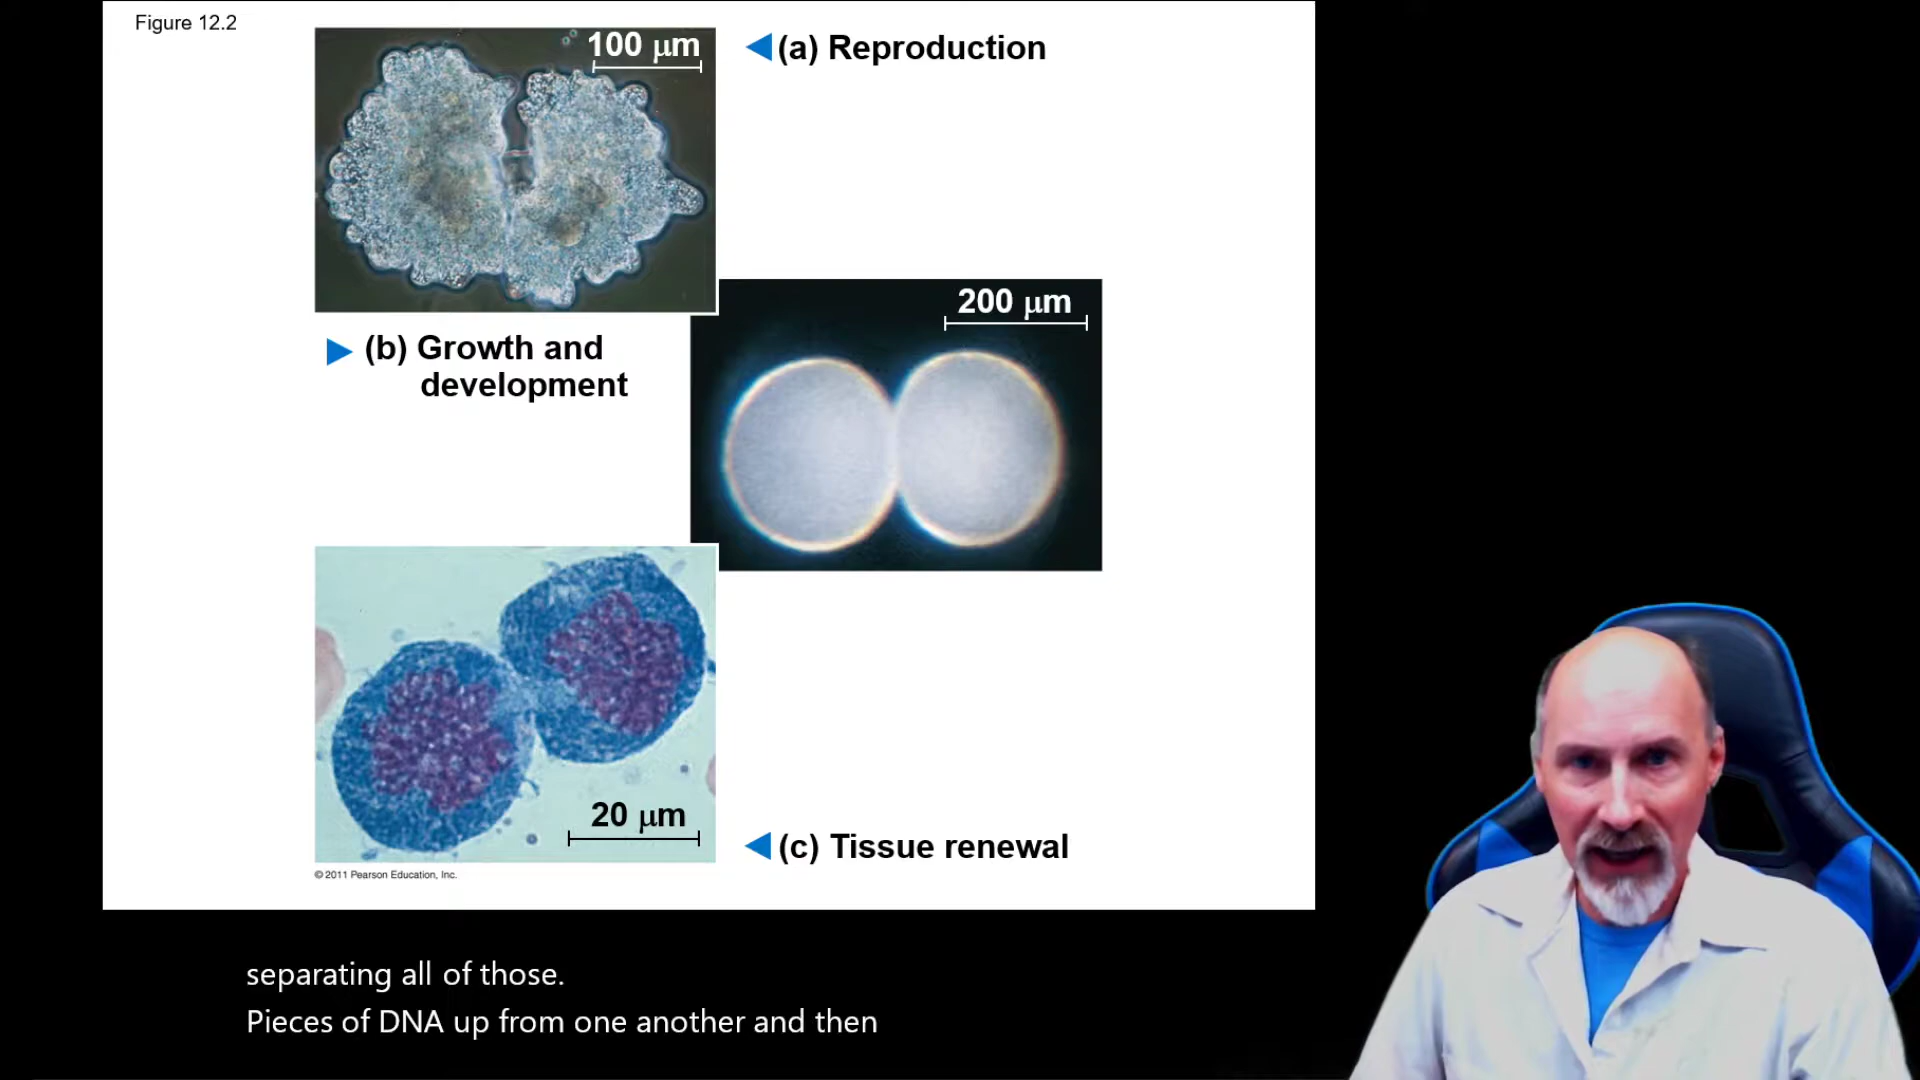 Figure 12.2
100 μm
(a) Reproduction
200 μm
(b) Growth and
development
20 μm
(c) Tissue renewal
© 2011 Pearson Education, Inc.
separating all of those.
Pieces of DNA up from one another and then